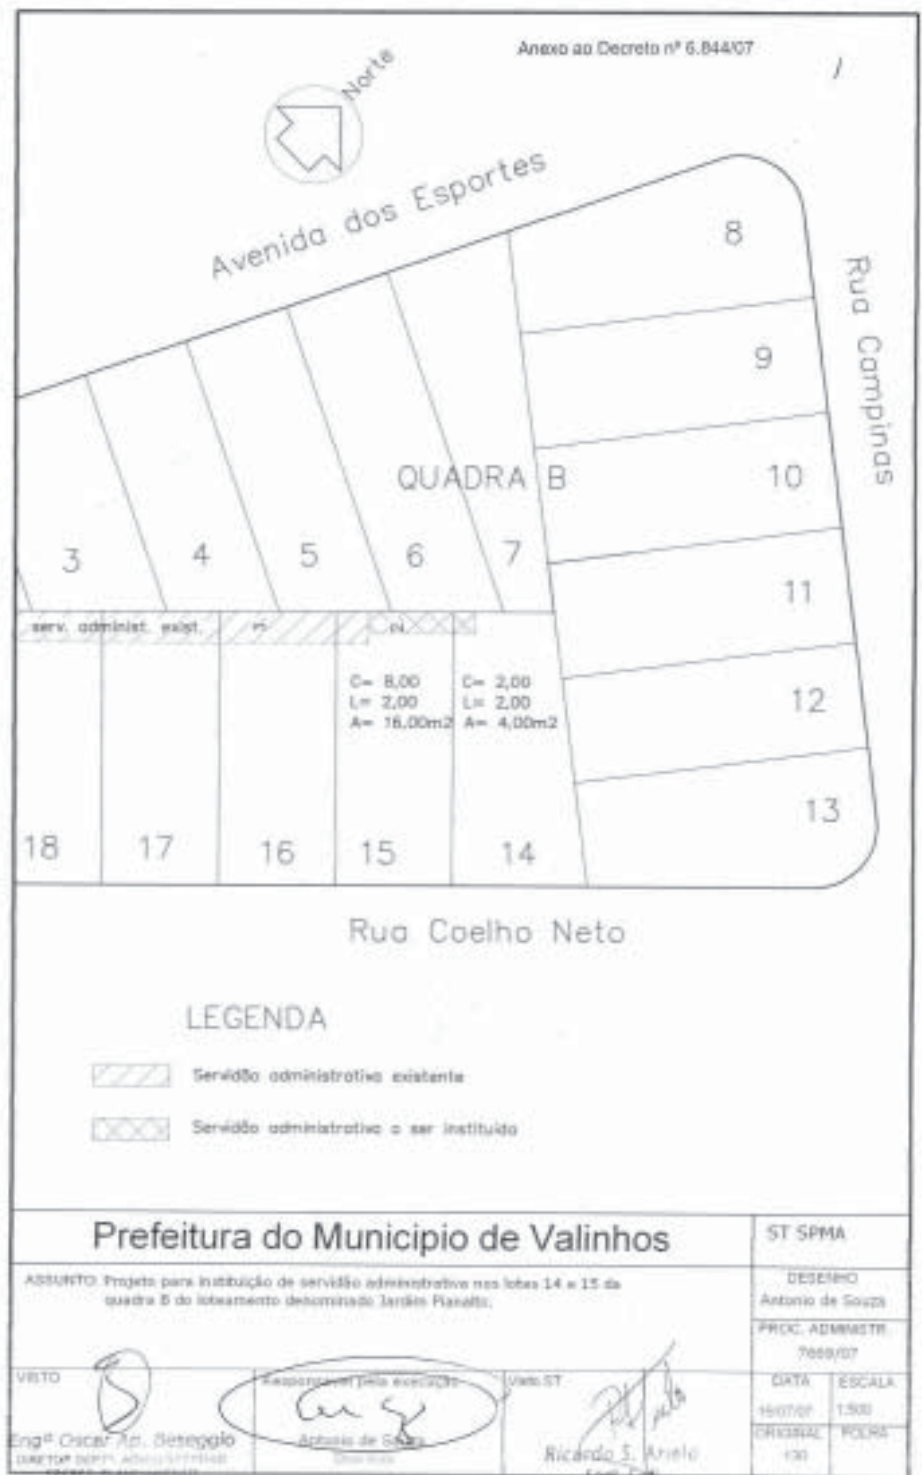 Anexo ao Decreto nº 6.844/07
Norte
Avenida dos Esportes
Rua Campinas
8
9
10
11
12
13
QUADRA B
3
4
5
6
7
serv. administ. exist.
C= 8,00
L= 2,00
A= 16,00m2
C= 2,00
L= 2,00
A= 4,00m2
18
17
16
15
14
Rua Coelho Neto
LEGENDA
Servidão administrativa existente
Servidão administrativa a ser instituida
Prefeitura do Municipio de Valinhos
ST SPMA
ASSUNTO: Projeto para instituição de servidão administrativa nos lotes 14 e 15 da
quadra B do loteamento denominado Jardim Planalto.
DESENHO
Antonio de Souza
PROC. ADMINISTR.
7669/07
VISTO
Responsável pela execução
Visto ST
DATA
ESCALA
1:500
ORIGINAL
FOLHA
Engº Oscar Ap. Beseggio
Antonio de Souza
Ricardo S.